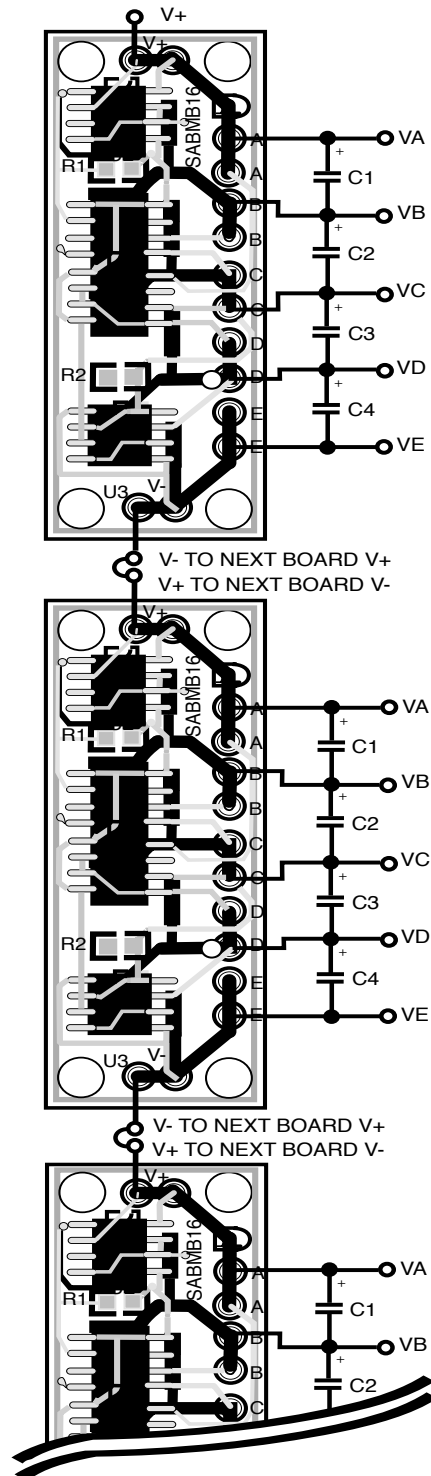 V+
V+
SABMB16
R1
A
A
B
B
C
C
D
D
E
E
R2
U3
V-
VA
+
C1
VB
+
C2
VC
+
C3
VD
+
C4
VE
V- TO NEXT BOARD V+
V+ TO NEXT BOARD V-
V+
SABMB16
R1
A
A
B
B
C
C
D
D
E
E
R2
U3
V-
VA
+
C1
VB
+
C2
VC
+
C3
VD
+
C4
VE
V- TO NEXT BOARD V+
V+ TO NEXT BOARD V-
V+
SABMB16
R1
A
A
B
B
C
VA
+
C1
VB
+
C2